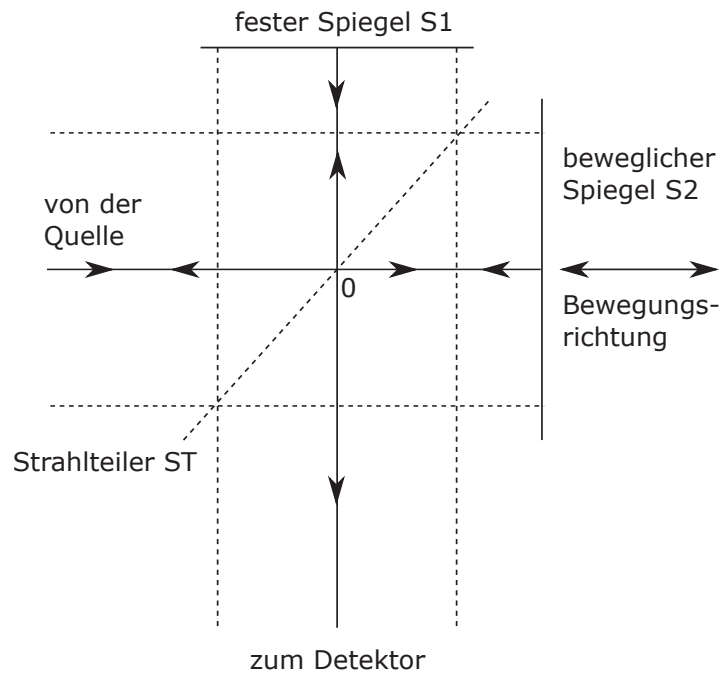 fester Spiegel S1
beweglicher
Spiegel S2
von der
Quelle
0
Bewegungs-
richtung
Strahlteiler ST
zum Detektor